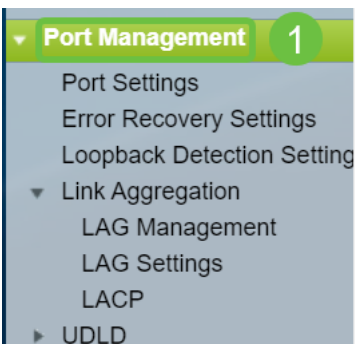 Port Management 1
Port Settings
Error Recovery Settings
Loopback Detection Setting
Link Aggregation
LAG Management
LAG Settings
LACP
UDLD